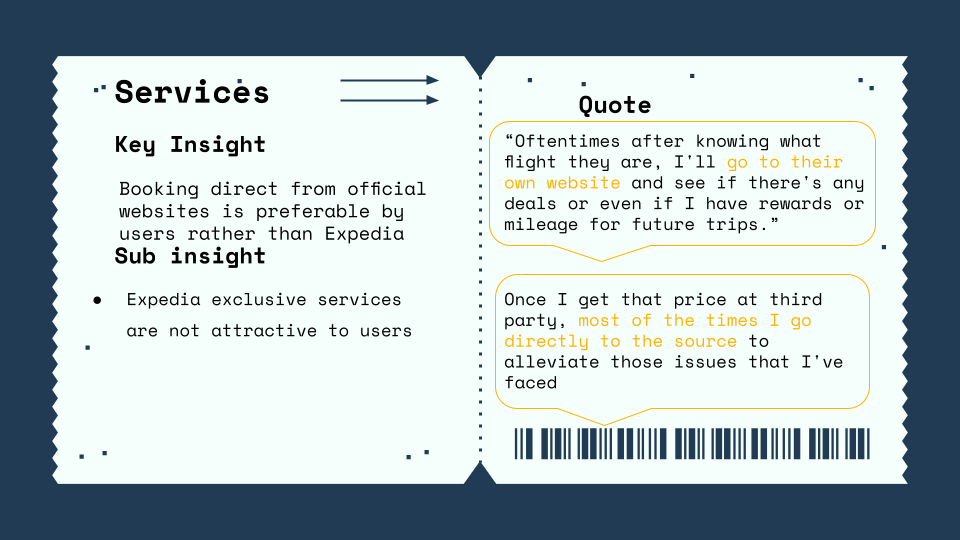 Services
Key Insight
Booking direct from official
websites is preferable by
users rather than Expedia
Sub insight
● Expedia exclusive services
are not attractive to users
Quote
“Oftentimes after knowing what
flight they are, I'll go to their
own website and see if there's any
deals or even if I have rewards or
mileage for future trips.”
Once I get that price at third
party, most of the times I go
directly to the source to
alleviate those issues that I've
faced